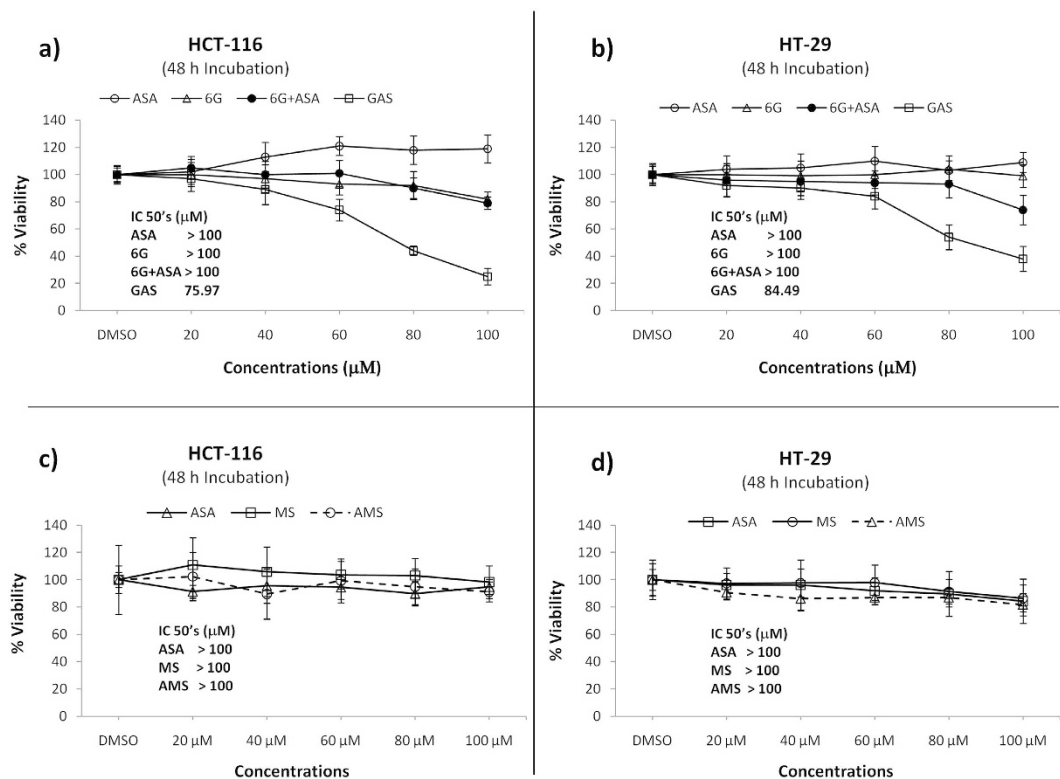 a)
HCT-116
(48 h Incubation)
ASA 6G 6G+ASA GAS
% Viability
140
120
100
80
60
40
20
0
IC 50's (µM)
ASA > 100
6G > 100
6G+ASA > 100
GAS 75.97
DMSO 20 40 60 80 100
Concentrations (µM)
b)
HT-29
(48 h Incubation)
ASA 6G 6G+ASA GAS
% Viability
140
120
100
80
60
40
20
0
IC 50's (µM)
ASA > 100
6G > 100
6G+ASA > 100
GAS 84.49
DMSO 20 40 60 80 100
Concentrations (µM)
c)
HCT-116
(48 h Incubation)
ASA MS AMS
% Viability
140
120
100
80
60
40
20
0
IC 50's (µM)
ASA > 100
MS > 100
AMS > 100
DMSO 20 µM 40 µM 60 µM 80 µM 100 µM
Concentrations
d)
HT-29
(48 h Incubation)
ASA MS AMS
% Viability
140
120
100
80
60
40
20
0
IC 50's (µM)
ASA > 100
MS > 100
AMS > 100
DMSO 20 µM 40 µM 60 µM 80 µM 100 µM
Concentrations